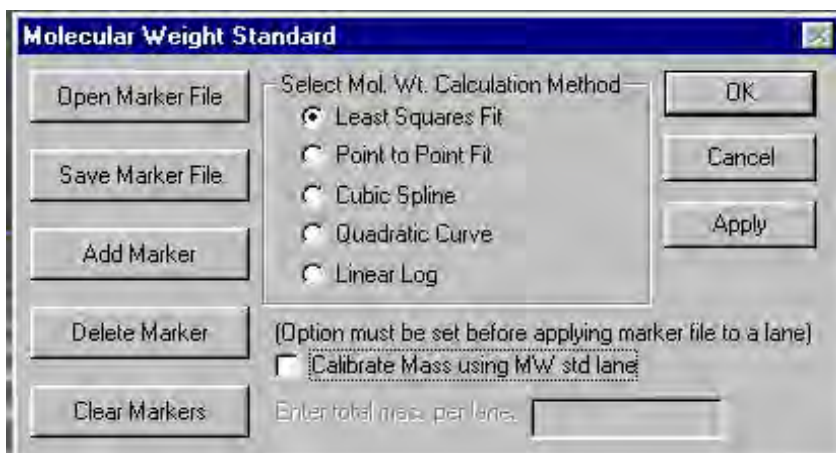 Molecular Weight Standard
Open Marker File
Save Marker File
Add Marker
Delete Marker
Clear Markers
Select Mol. Wt. Calculation Method
Least Squares Fit
Point to Point Fit
Cubic Spline
Quadratic Curve
Linear Log
OK
Cancel
Apply
(Option must be set before applying marker file to a lane)
Calibrate Mass using MW std lane
Enter total mass per lane.